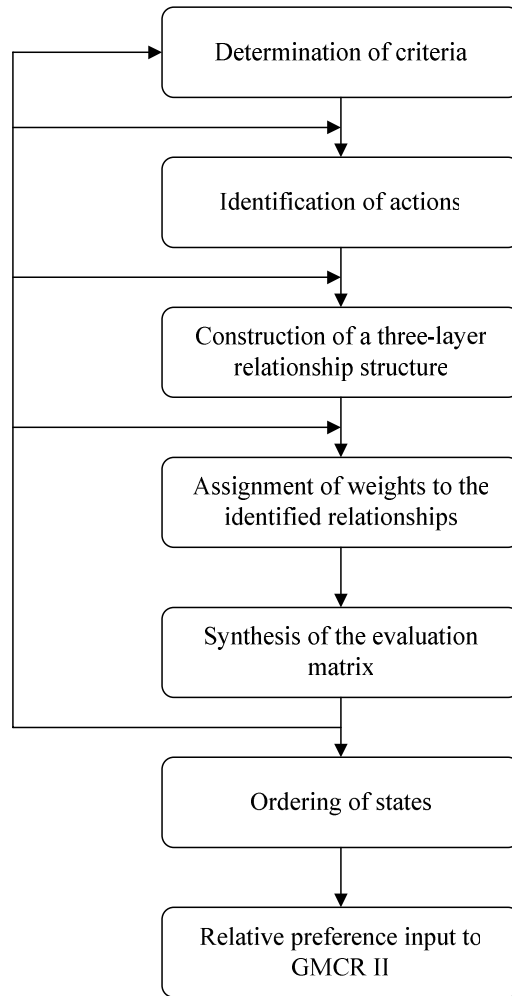 Determination of criteria
Identification of actions
Construction of a three-layer
relationship structure
Assignment of weights to the
identified relationships
Synthesis of the evaluation
matrix
Ordering of states
Relative preference input to
GMCR II